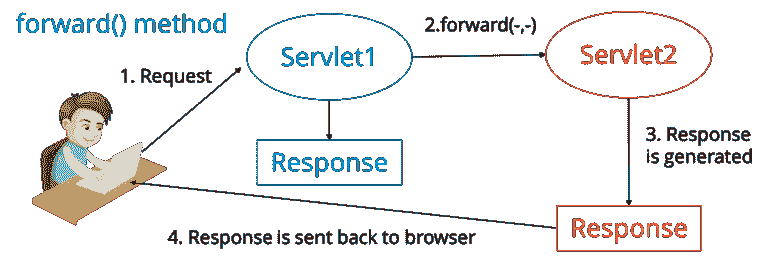 forward() method
1. Request
Servlet1
2.forward(-,-)
Servlet2
Response
3. Response
is generated
Response
4. Response is sent back to browser